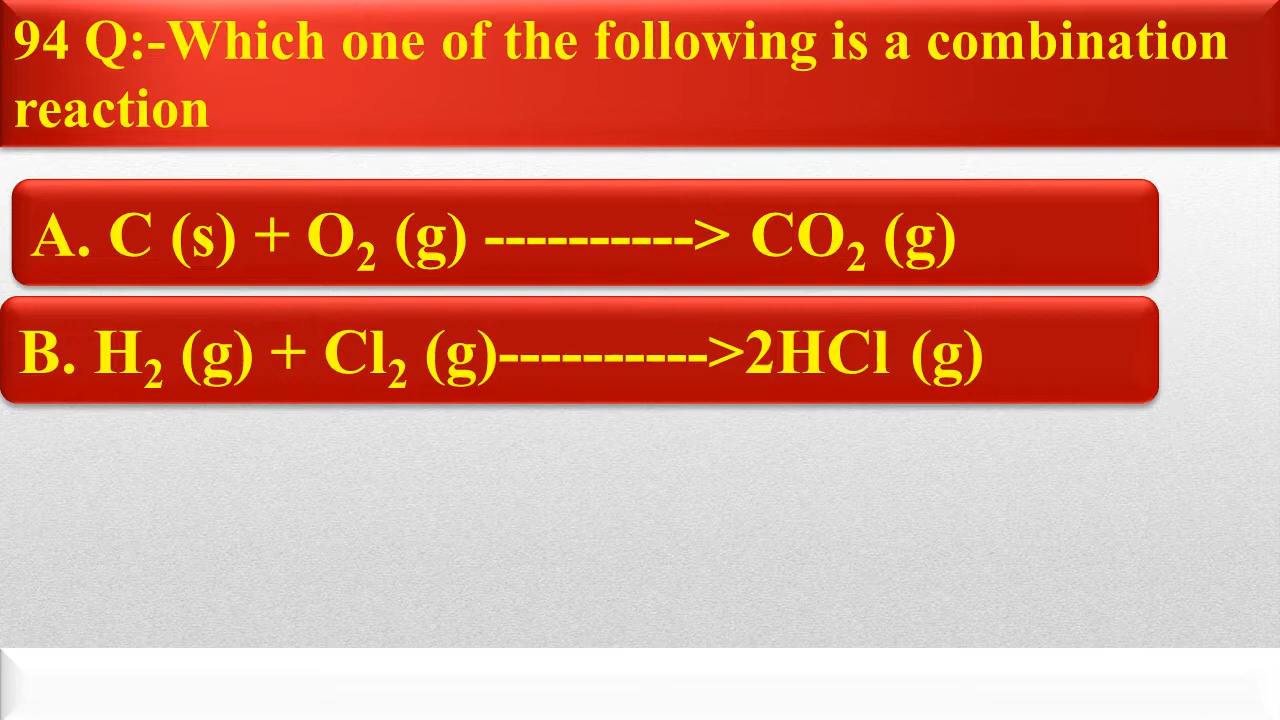 94 Q:-Which one of the following is a combination
reaction
A. C (s) + O₂ (g) ----------> CO₂ (g)
B. H₂ (g) + Cl₂ (g)---------->2HCl (g)